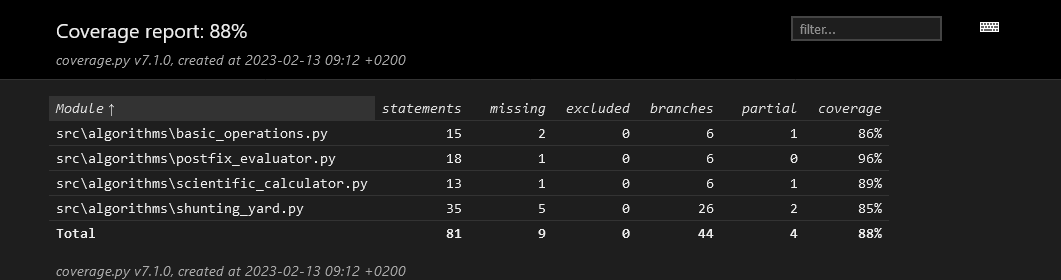 Coverage report: 88%
filter...
coverage.py v7.1.0, created at 2023-02-13 09:12 +0200
Module ↑ statements missing excluded branches partial coverage
src\algorithms\basic_operations.py 15 2 0 6 1 86%
src\algorithms\postfix_evaluator.py 18 1 0 6 0 96%
src\algorithms\scientific_calculator.py 13 1 0 6 1 89%
src\algorithms\shunting_yard.py 35 5 0 26 2 85%
Total 81 9 0 44 4 88%
coverage.py v7.1.0, created at 2023-02-13 09:12 +0200